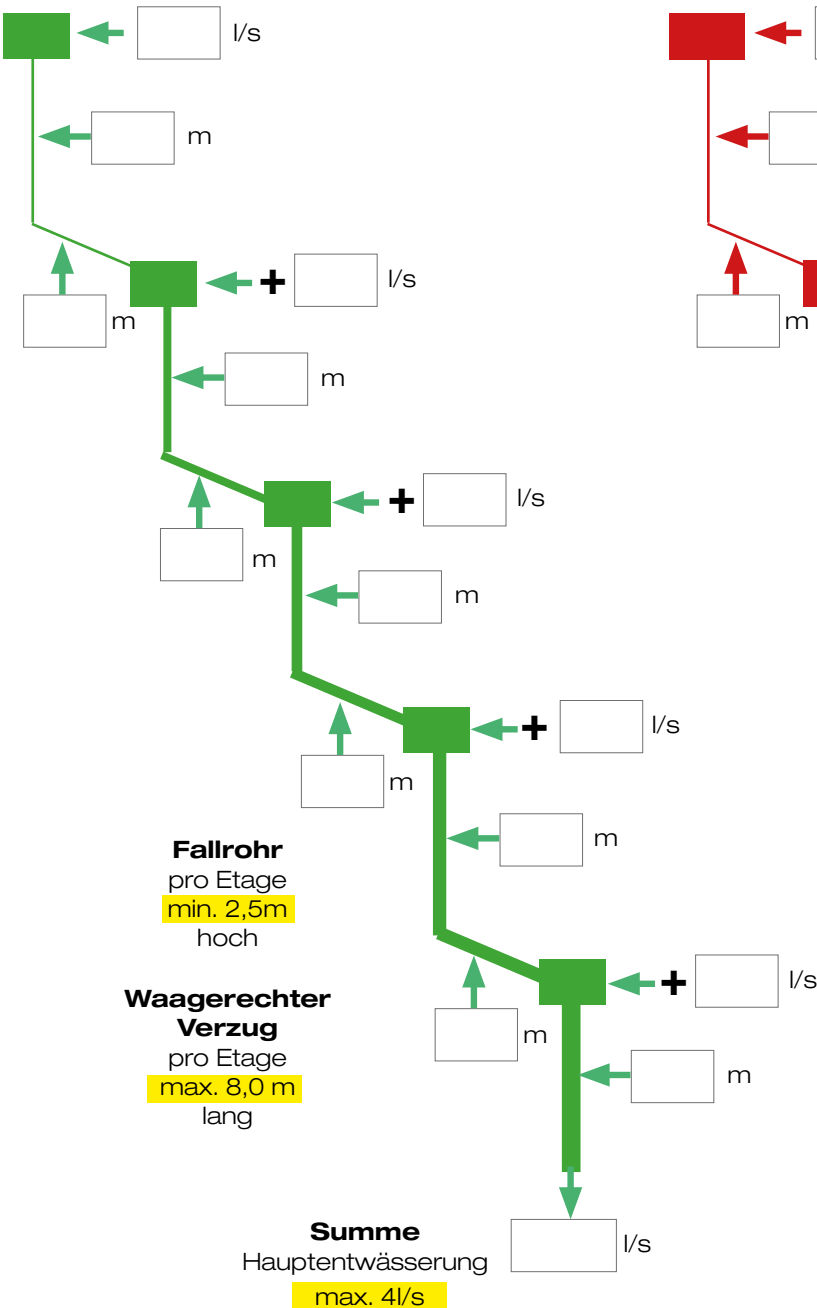 l/s
m
+ l/s
m
m
m
+ l/s
m
m
+ l/s
m
m
Fallrohr
pro Etage
min. 2,5m
hoch
+ l/s
m
Waagerechter
Verzug
pro Etage
max. 8,0 m
lang
m
Summe
Hauptentwässerung
max. 4l/s
l/s